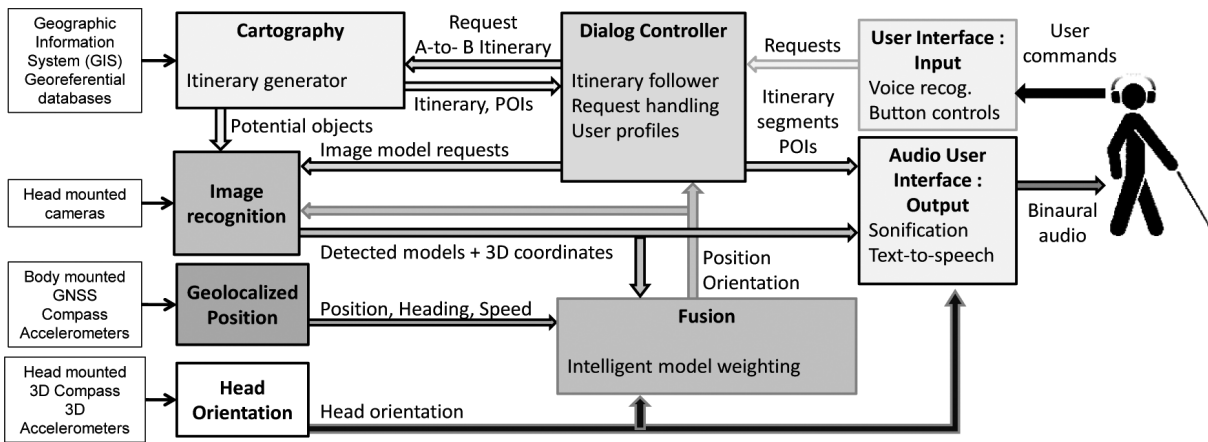 Geographic
Information
System (GIS)
Georeferential
databases
Cartography
Itinerary generator
Request
A-to- B Itinerary
Itinerary, POIs
Dialog Controller
Itinerary follower
Request handling
User profiles
Requests
User Interface :
Input
Voice recog.
Button controls
User
commands
Potential objects
Image model requests
Itinerary
segments
POIs
Head mounted
cameras
Image
recognition
Audio User
Interface :
Output
Sonification
Text-to-speech
Binaural
audio
Detected models + 3D coordinates
Position
Orientation
Body mounted
GNSS
Compass
Accelerometers
Geolocalized
Position
Position, Heading, Speed
Fusion
Intelligent model weighting
Head mounted
3D Compass
3D
Accelerometers
Head
Orientation
Head orientation